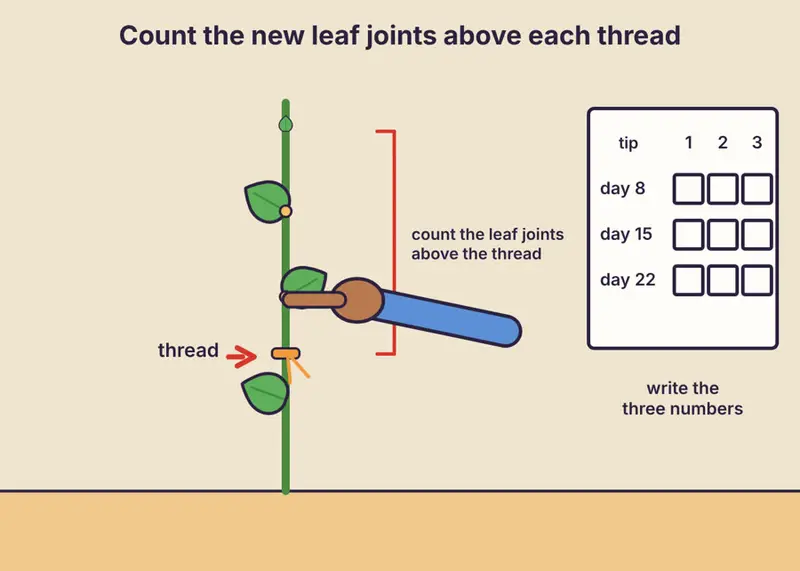 Count the new leaf joints above each thread
tip 1 2 3
day 8
day 15
day 22
count the leaf joints
above the thread
thread
write the
three numbers